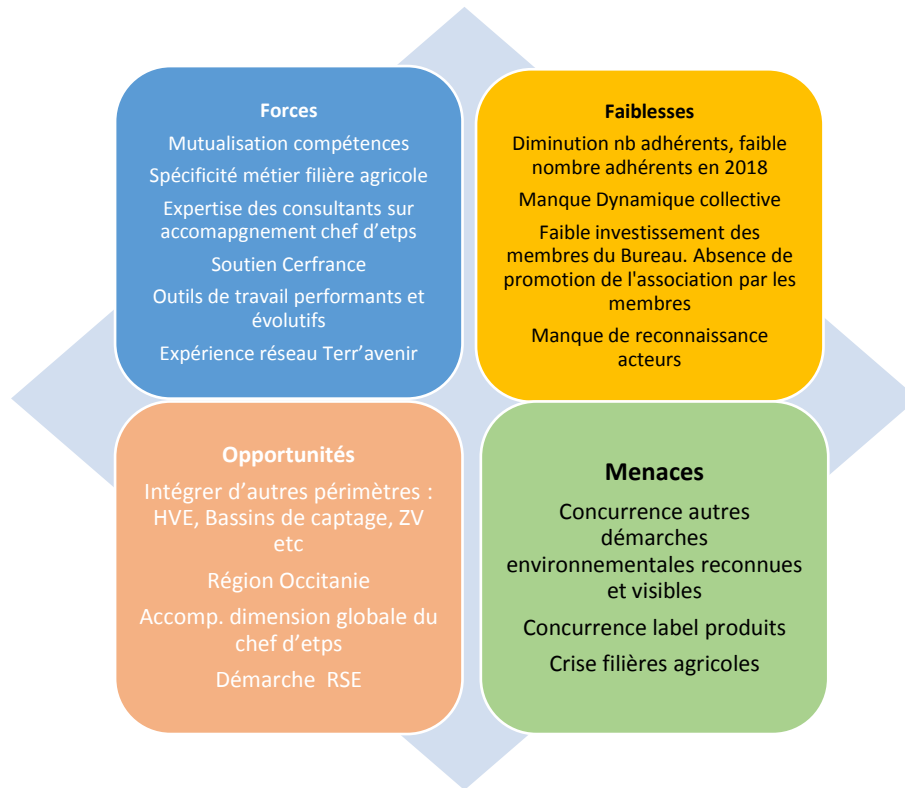 Forces
Mutualisation compétences
Spécificité métier filière agricole
Expertise des consultants sur
accomapgnement chef d'etps
Soutien Cerfrance
Outils de travail performants et
évolutifs
Expérience réseau Terr'avenir
Faiblesses
Diminution nb adhérents, faible
nombre adhérents en 2018
Manque Dynamique collective
Faible investissement des
membres du Bureau. Absence de
promotion de l'association par les
membres
Manque de reconnaissance
acteurs
Opportunités
Intégrer d'autres périmètres :
HVE, Bassins de captage, ZV
etc
Région Occitanie
Accomp. dimension globale du
chef d'etps
Démarche  RSE
Menaces
Concurrence autres
démarches
environnementales reconnues
et visibles
Concurrence label produits
Crise filières agricoles